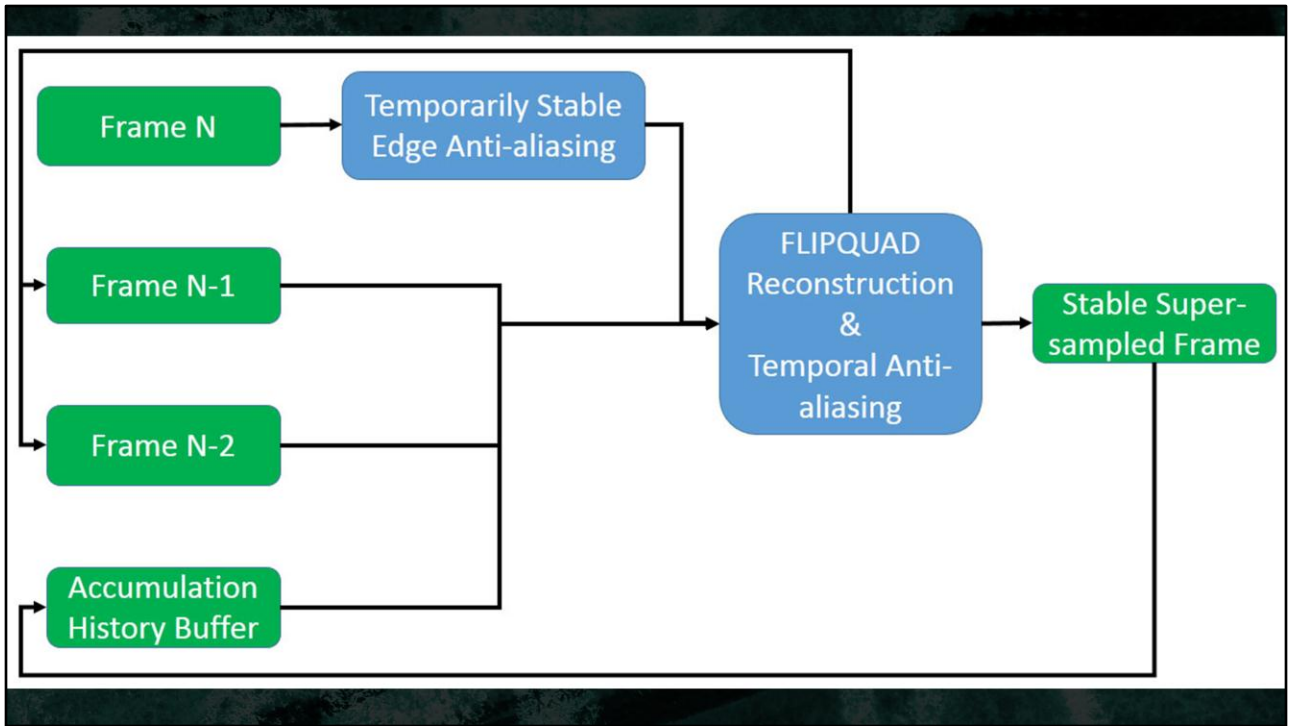 Frame N
Temporarily Stable
Edge Anti-aliasing
Frame N-1
Frame N-2
Accumulation
History Buffer
FLIPQUAD
Reconstruction
&
Temporal Anti-
aliasing
Stable Super-
sampled Frame